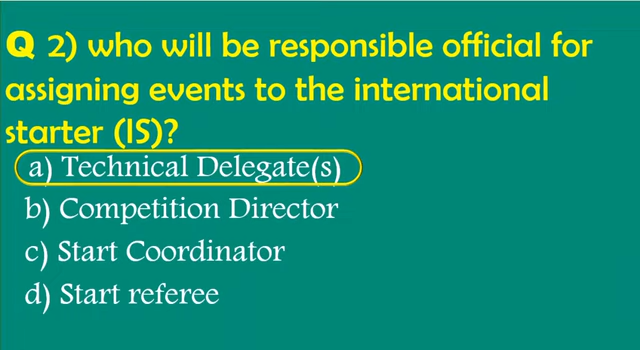 Q 2) who will be responsible official for
assigning events to the international
starter (IS)?
a) Technical Delegate(s)
b) Competition Director
c) Start Coordinator
d) Start referee